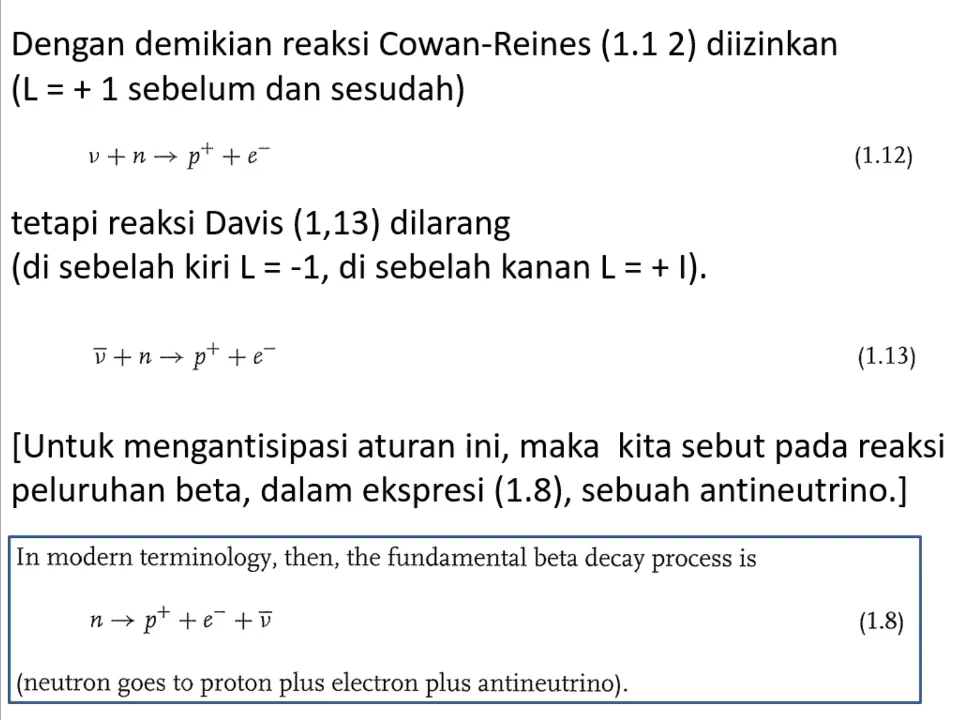 Dengan demikian reaksi Cowan-Reines (1.1 2) diizinkan
(L = + 1 sebelum dan sesudah)
ν + n → p⁺ + e⁻ (1.12)
tetapi reaksi Davis (1,13) dilarang
(di sebelah kiri L = -1, di sebelah kanan L = + I).
ν̅ + n → p⁺ + e⁻ (1.13)
[Untuk mengantisipasi aturan ini, maka kita sebut pada reaksi
peluruhan beta, dalam ekspresi (1.8), sebuah antineutrino.]
In modern terminology, then, the fundamental beta decay process is
n → p⁺ + e⁻ + ν̅ (1.8)
(neutron goes to proton plus electron plus antineutrino).